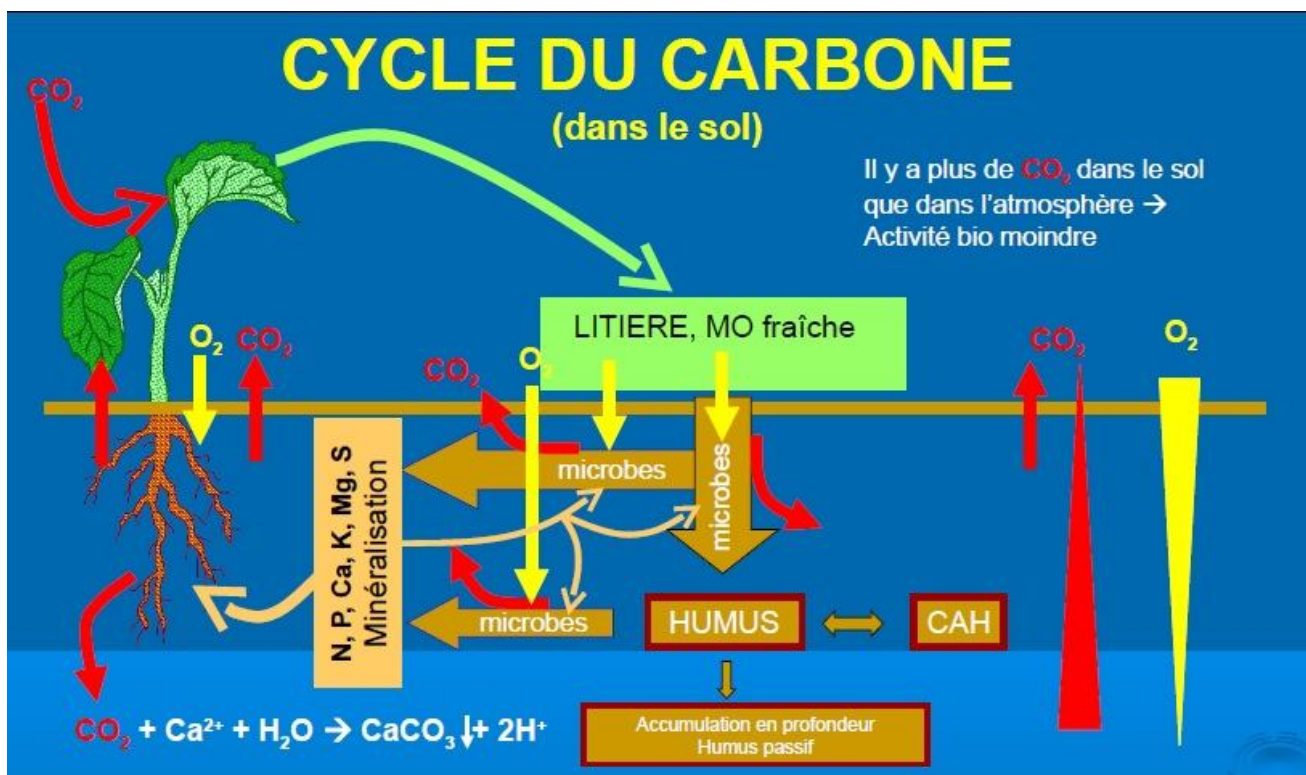 CYCLE DU CARBONE
(dans le sol)
CO₂
Il y a plus de CO₂ dans le sol
que dans l’atmosphère →
Activité bio moindre
LITIERE, MO fraîche
O₂
CO₂
CO₂
O₂
CO₂
O₂
N, P, Ca, K, Mg, S
Minéralisation
microbes
microbes
microbes
HUMUS
CAH
CO₂ + Ca²⁺ + H₂O → CaCO₃ ↓+ 2H⁺
Accumulation en profondeur
Humus passif